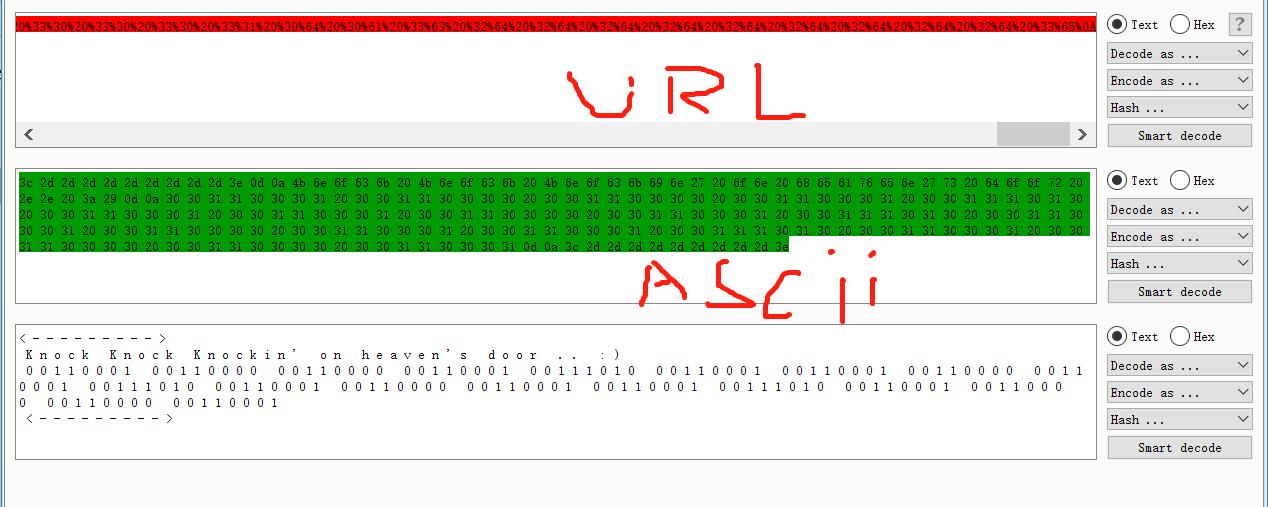 0%33%30%20%33%30%20%33%30%20%33%31%20%30%64%20%30%61%20%33%63%20%32%64%20%32%64%20%32%64%20%32%64%20%32%64%20%32%64%20%32%64%20%32%64%20%32%64%20%33%65%0A
Text Hex ?
Decode as ...
Encode as ...
Hash ...
Smart decode
URL
3c 2d 2d 2d 2d 2d 2d 2d 2d 2d 3e 0d 0a 4b 6e 6f 63 6b 20 4b 6e 6f 63 6b 20 4b 6e 6f 63 6b 69 6e 27 20 6f 6e 20 68 65 61 76 65 6e 27 73 20 64 6f 6f 72 20
2e 2e 20 3a 29 0d 0a 30 30 31 31 30 30 30 31 20 30 30 31 31 30 30 30 30 20 30 30 31 31 30 30 30 30 20 30 30 31 31 30 30 30 31 20 30 30 31 31 31 30 31 30
20 30 30 31 31 30 30 30 31 20 30 30 31 31 30 30 30 31 20 30 30 31 31 30 30 30 30 20 30 30 31 31 30 30 30 31 20 30 30 31 31 31 30 31 30 20 30 30 31 31 30
30 30 31 20 30 30 31 31 30 30 30 30 20 30 30 31 31 30 30 30 31 20 30 30 31 31 30 30 30 31 20 30 30 31 31 31 30 31 30 20 30 30 31 31 30 30 30 31 20 30 30
31 31 30 30 30 30 20 30 30 31 31 30 30 30 30 20 30 30 31 31 30 30 30 31 0d 0a 3c 2d 2d 2d 2d 2d 2d 2d 2d 2d 3e
Text Hex
Decode as ...
Encode as ...
Hash ...
Smart decode
ASCii
<--------->
Knock Knock Knockin' on heaven's door .. :)
00110001 00110000 00110000 00110001 00111010 00110001 00110001 00110000 0011
0001 00111010 00110001 00110000 00110001 00110001 00111010 00110001 0011000
0 00110000 00110001
<--------->
Text Hex
Decode as ...
Encode as ...
Hash ...
Smart decode